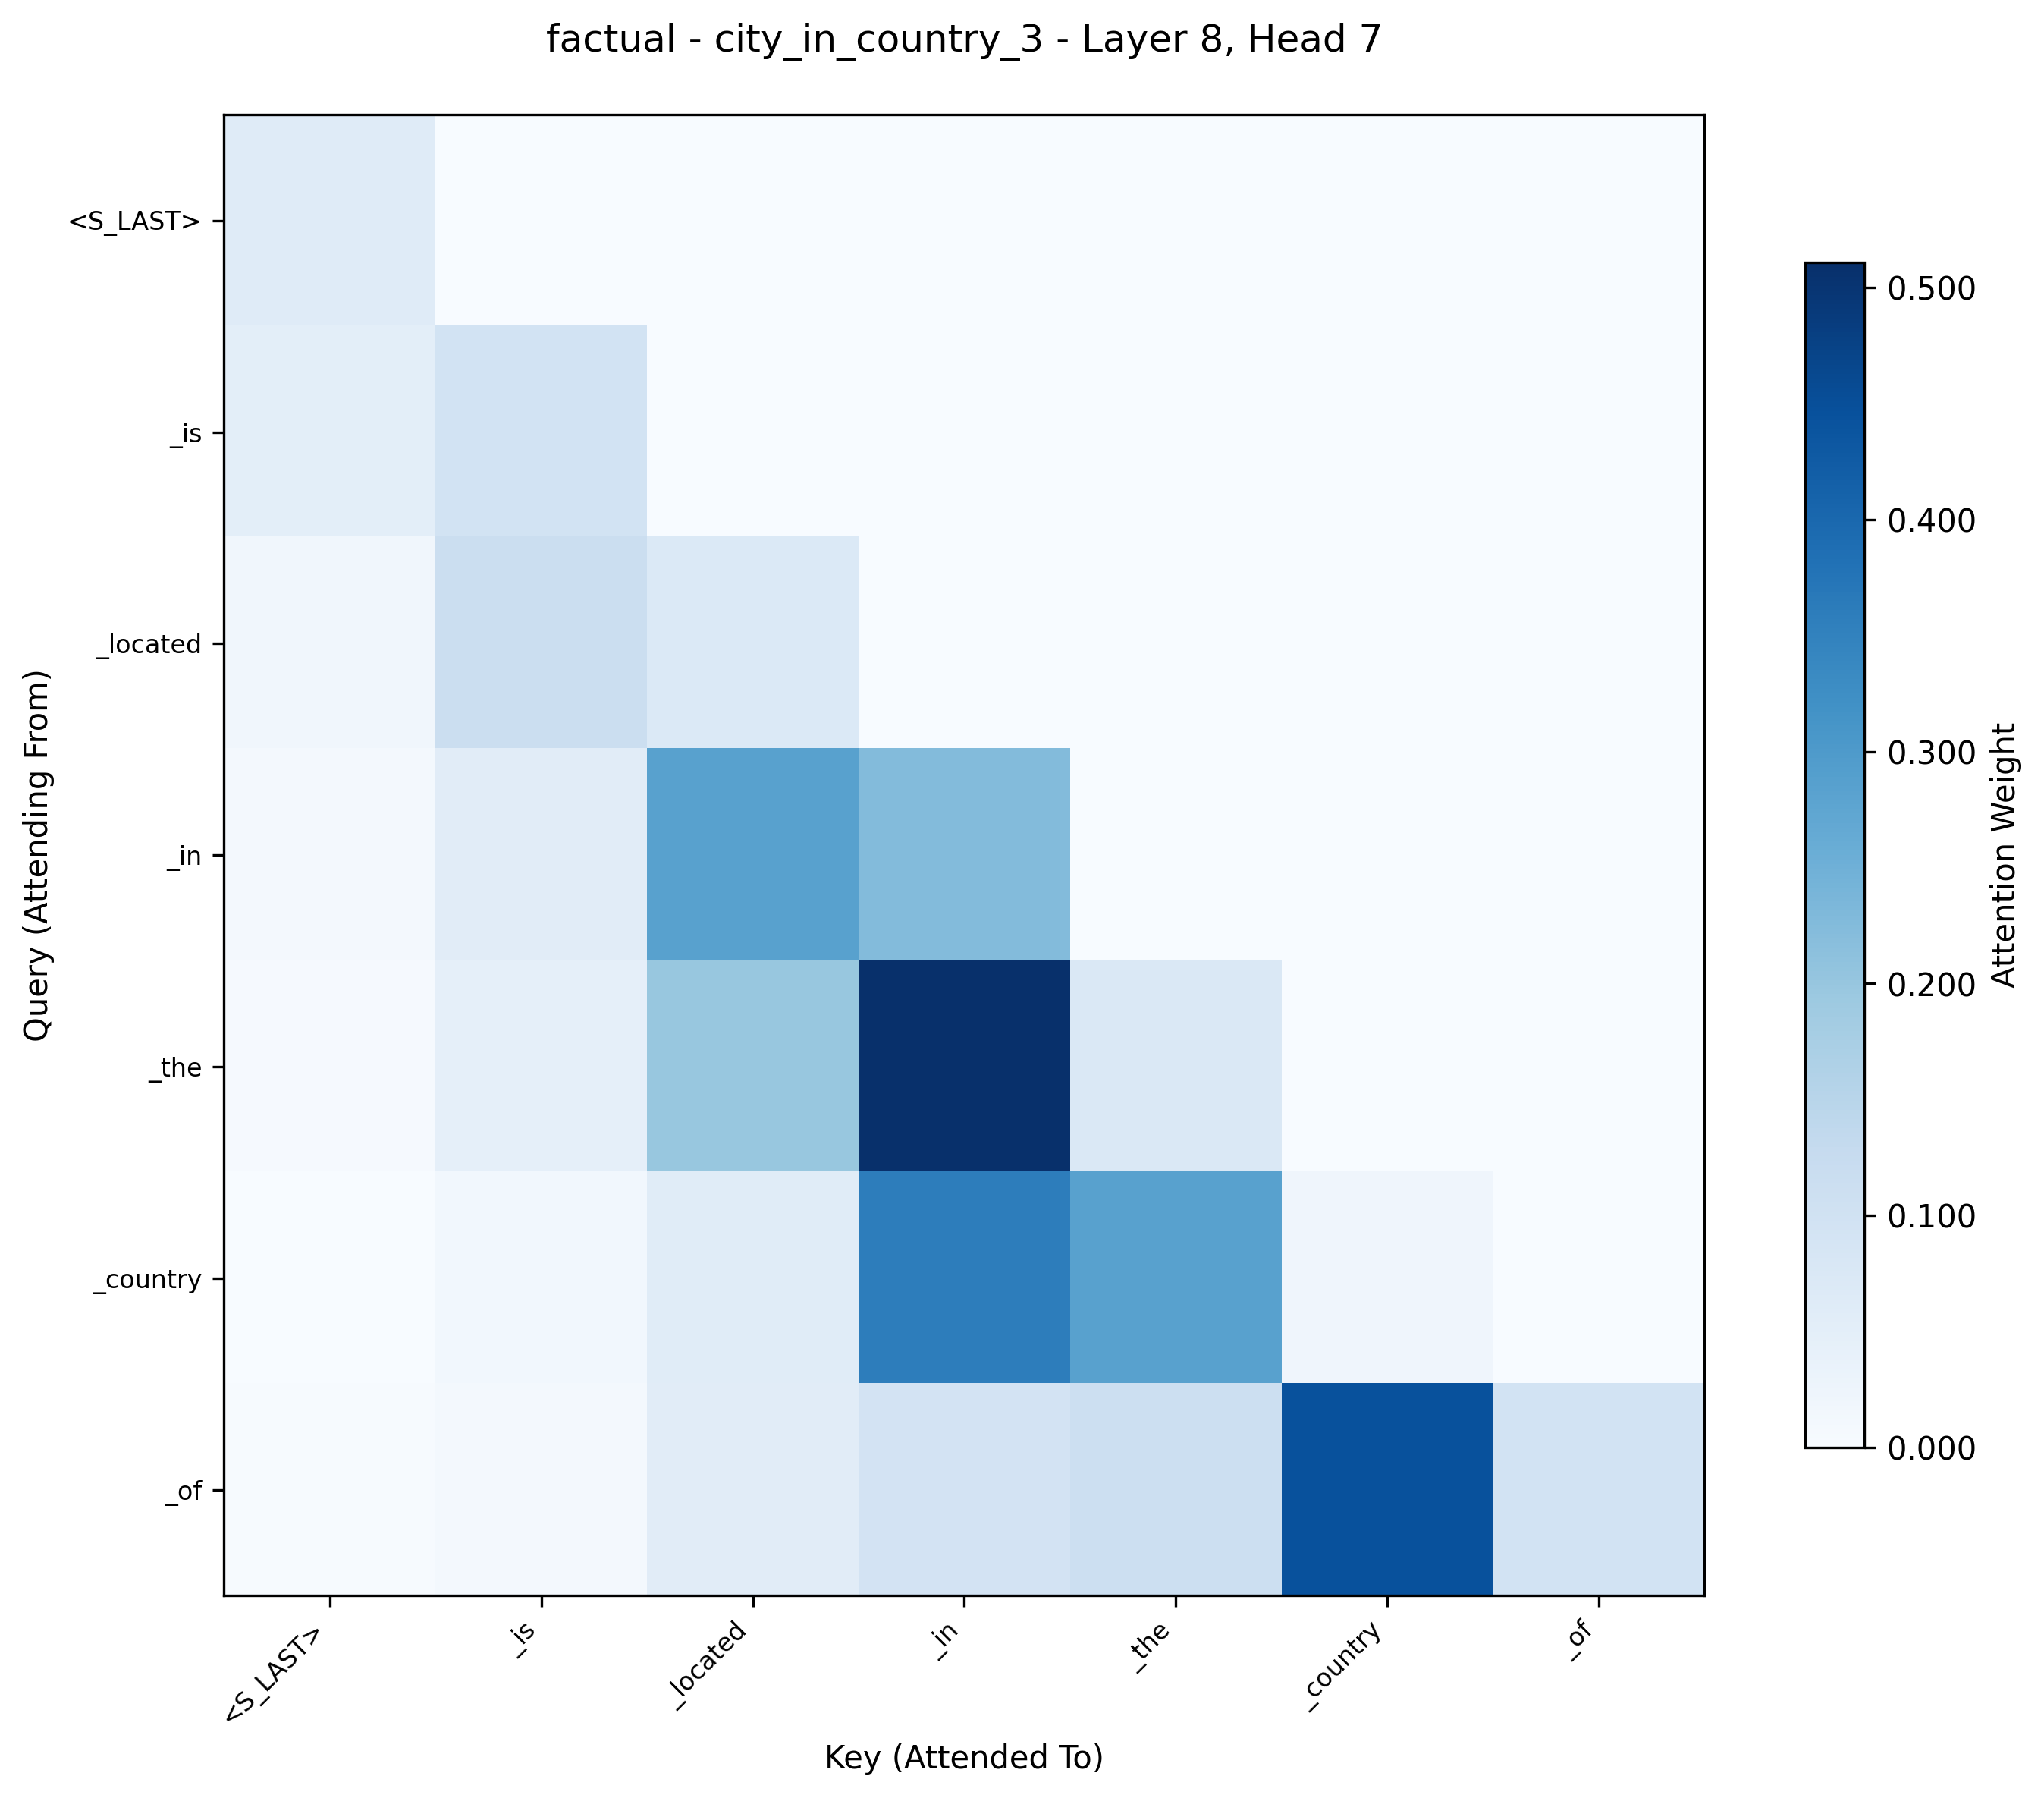 factual - city_in_country_3 - Layer 8, Head 7
Query (Attending From)
<S_LAST>
_is
_located
_in
_the
_country
_of
<S_LAST>
_is
_located
_in
_the
_country
_of
Key (Attended To)
0.500
0.400
0.300
0.200
0.100
0.000
Attention Weight